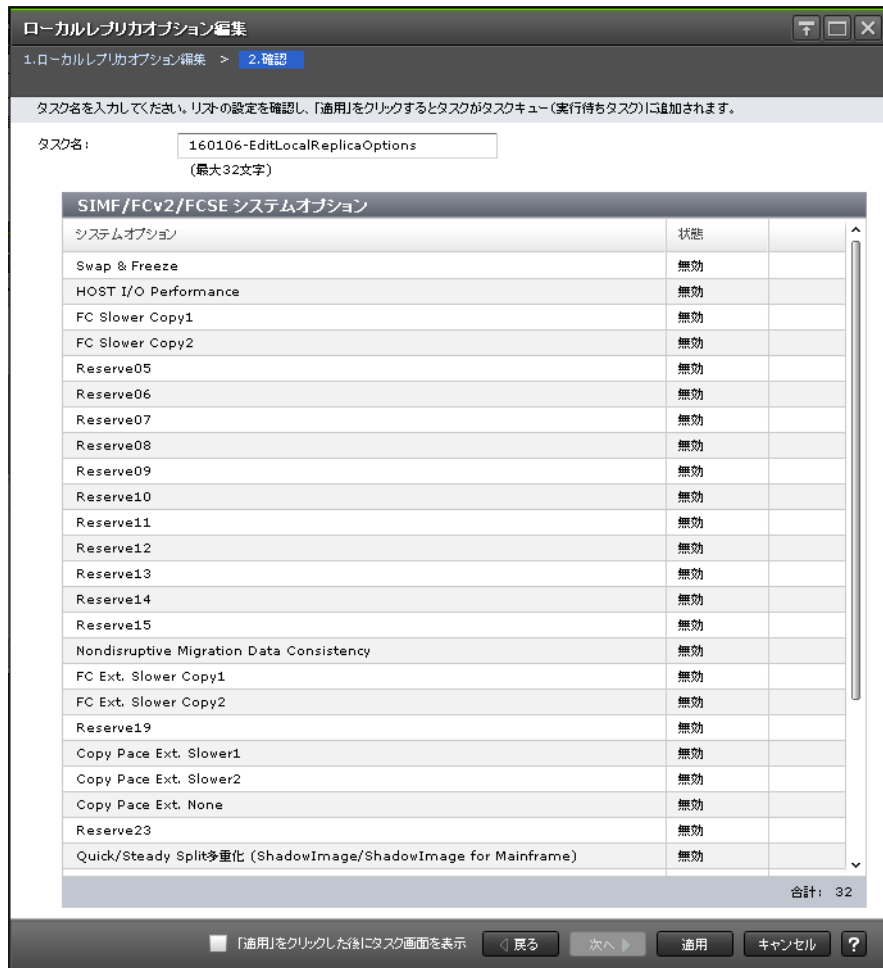 ローカルレプリカオプション編集
1.ローカルレプリカオプション編集 > 2.確認
タスク名を入力してください。リストの設定を確認し、「適用」をクリックするとタスクがタスクキュー(実行待ちタスク)に追加されます。
タスク名: 160106-EditLocalReplicaOptions
(最大32文字)
SIMF/FCv2/FCSE システムオプション
システムオプション 状態
Swap & Freeze 無効
HOST I/O Performance 無効
FC Slower Copy1 無効
FC Slower Copy2 無効
Reserve05 無効
Reserve06 無効
Reserve07 無効
Reserve08 無効
Reserve09 無効
Reserve10 無効
Reserve11 無効
Reserve12 無効
Reserve13 無効
Reserve14 無効
Reserve15 無効
Nondisruptive Migration Data Consistency 無効
FC Ext. Slower Copy1 無効
FC Ext. Slower Copy2 無効
Reserve19 無効
Copy Pace Ext. Slower1 無効
Copy Pace Ext. Slower2 無効
Copy Pace Ext. None 無効
Reserve23 無効
Quick/Steady Split多重化 (ShadowImage/ShadowImage for Mainframe) 無効
合計: 32
「適用」をクリックした後にタスク画面を表示 戻る 次へ 適用 キャンセル ?